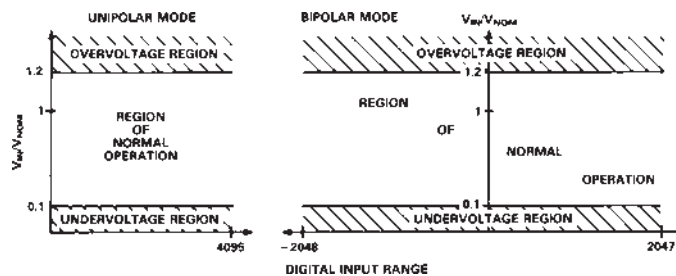 UNIPOLAR MODE
VIN/VNOM
OVERVOLTAGE REGION
1.2
1
REGION
OF
NORMAL
OPERATION
0.1
UNDERVOLTAGE REGION
4095
BIPOLAR MODE
VIN/VNOM
OVERVOLTAGE REGION
1.2
REGION
1
OF
NORMAL
OPERATION
0.1
UNDERVOLTAGE REGION
-2048
2047
DIGITAL INPUT RANGE